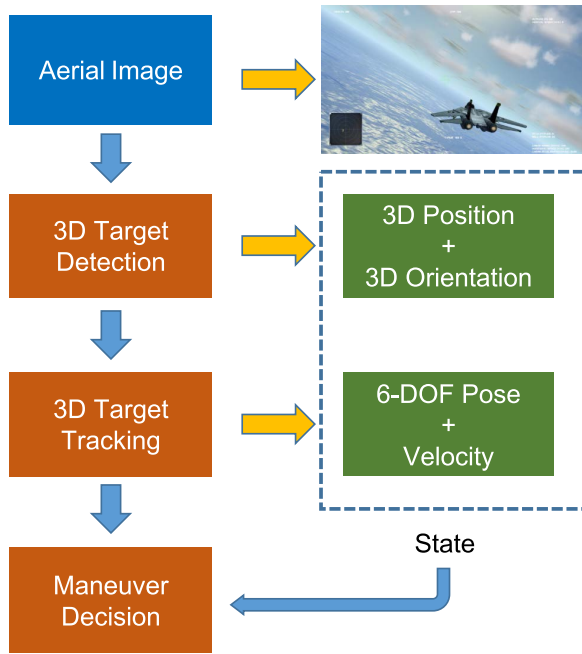 Aerial Image
3D Target
Detection
3D Position
+
3D Orientation
3D Target
Tracking
6-DOF Pose
+
Velocity
State
Maneuver
Decision